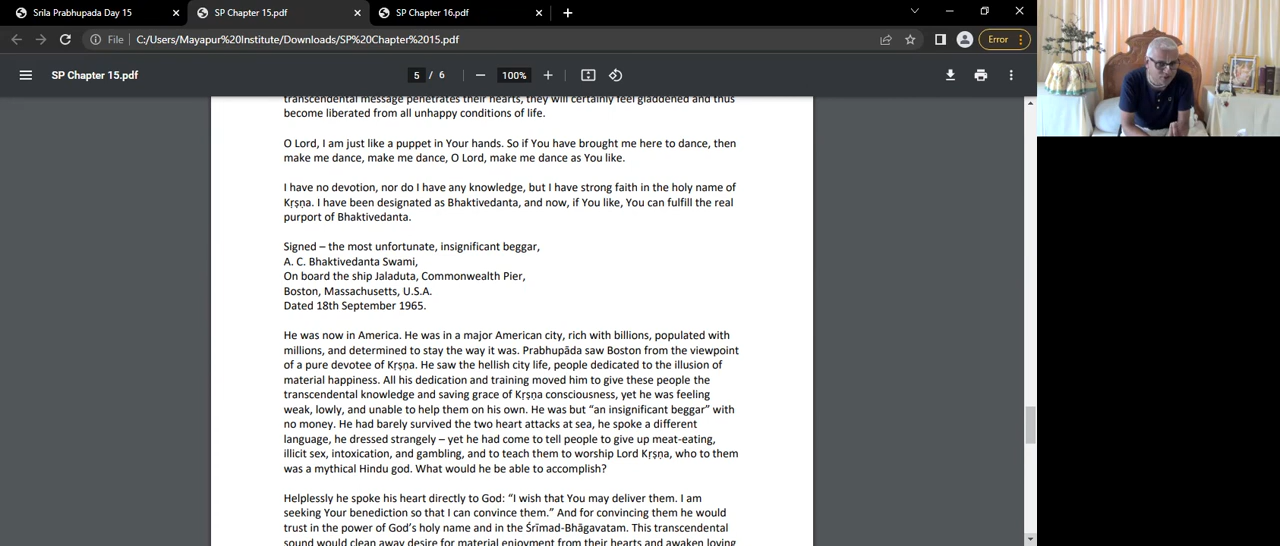 Srila Prabhupada Day 15
SP Chapter 15.pdf
SP Chapter 16.pdf
File
C:/Users/Mayapur%20Institute/Downloads/SP%20Chapter%2015.pdf
Error
SP Chapter 15.pdf
5 / 6
100%
transcendental message penetrates their hearts, they will certainly feel gladdened and thus
become liberated from all unhappy conditions of life.
O Lord, I am just like a puppet in Your hands. So if You have brought me here to dance, then
make me dance, make me dance, O Lord, make me dance as You like.
I have no devotion, nor do I have any knowledge, but I have strong faith in the holy name of
Kṛṣṇa. I have been designated as Bhaktivedanta, and now, if You like, You can fulfill the real
purport of Bhaktivedanta.
Signed – the most unfortunate, insignificant beggar,
A. C. Bhaktivedanta Swami,
On board the ship Jaladuta, Commonwealth Pier,
Boston, Massachusetts, U.S.A.
Dated 18th September 1965.
He was now in America. He was in a major American city, rich with billions, populated with
millions, and determined to stay the way it was. Prabhupāda saw Boston from the viewpoint
of a pure devotee of Kṛṣṇa. He saw the hellish city life, people dedicated to the illusion of
material happiness. All his dedication and training moved him to give these people the
transcendental knowledge and saving grace of Kṛṣṇa consciousness, yet he was feeling
weak, lowly, and unable to help them on his own. He was but “an insignificant beggar” with
no money. He had barely survived the two heart attacks at sea, he spoke a different
language, he dressed strangely – yet he had come to tell people to give up meat-eating,
illicit sex, intoxication, and gambling, and to teach them to worship Lord Kṛṣṇa, who to them
was a mythical Hindu god. What would he be able to accomplish?
Helplessly he spoke his heart directly to God: “I wish that You may deliver them. I am
seeking Your benediction so that I can convince them.” And for convincing them he would
trust in the power of God’s holy name and in the Śrīmad-Bhāgavatam. This transcendental
sound would clean away desire for material enjoyment from their hearts and awaken loving